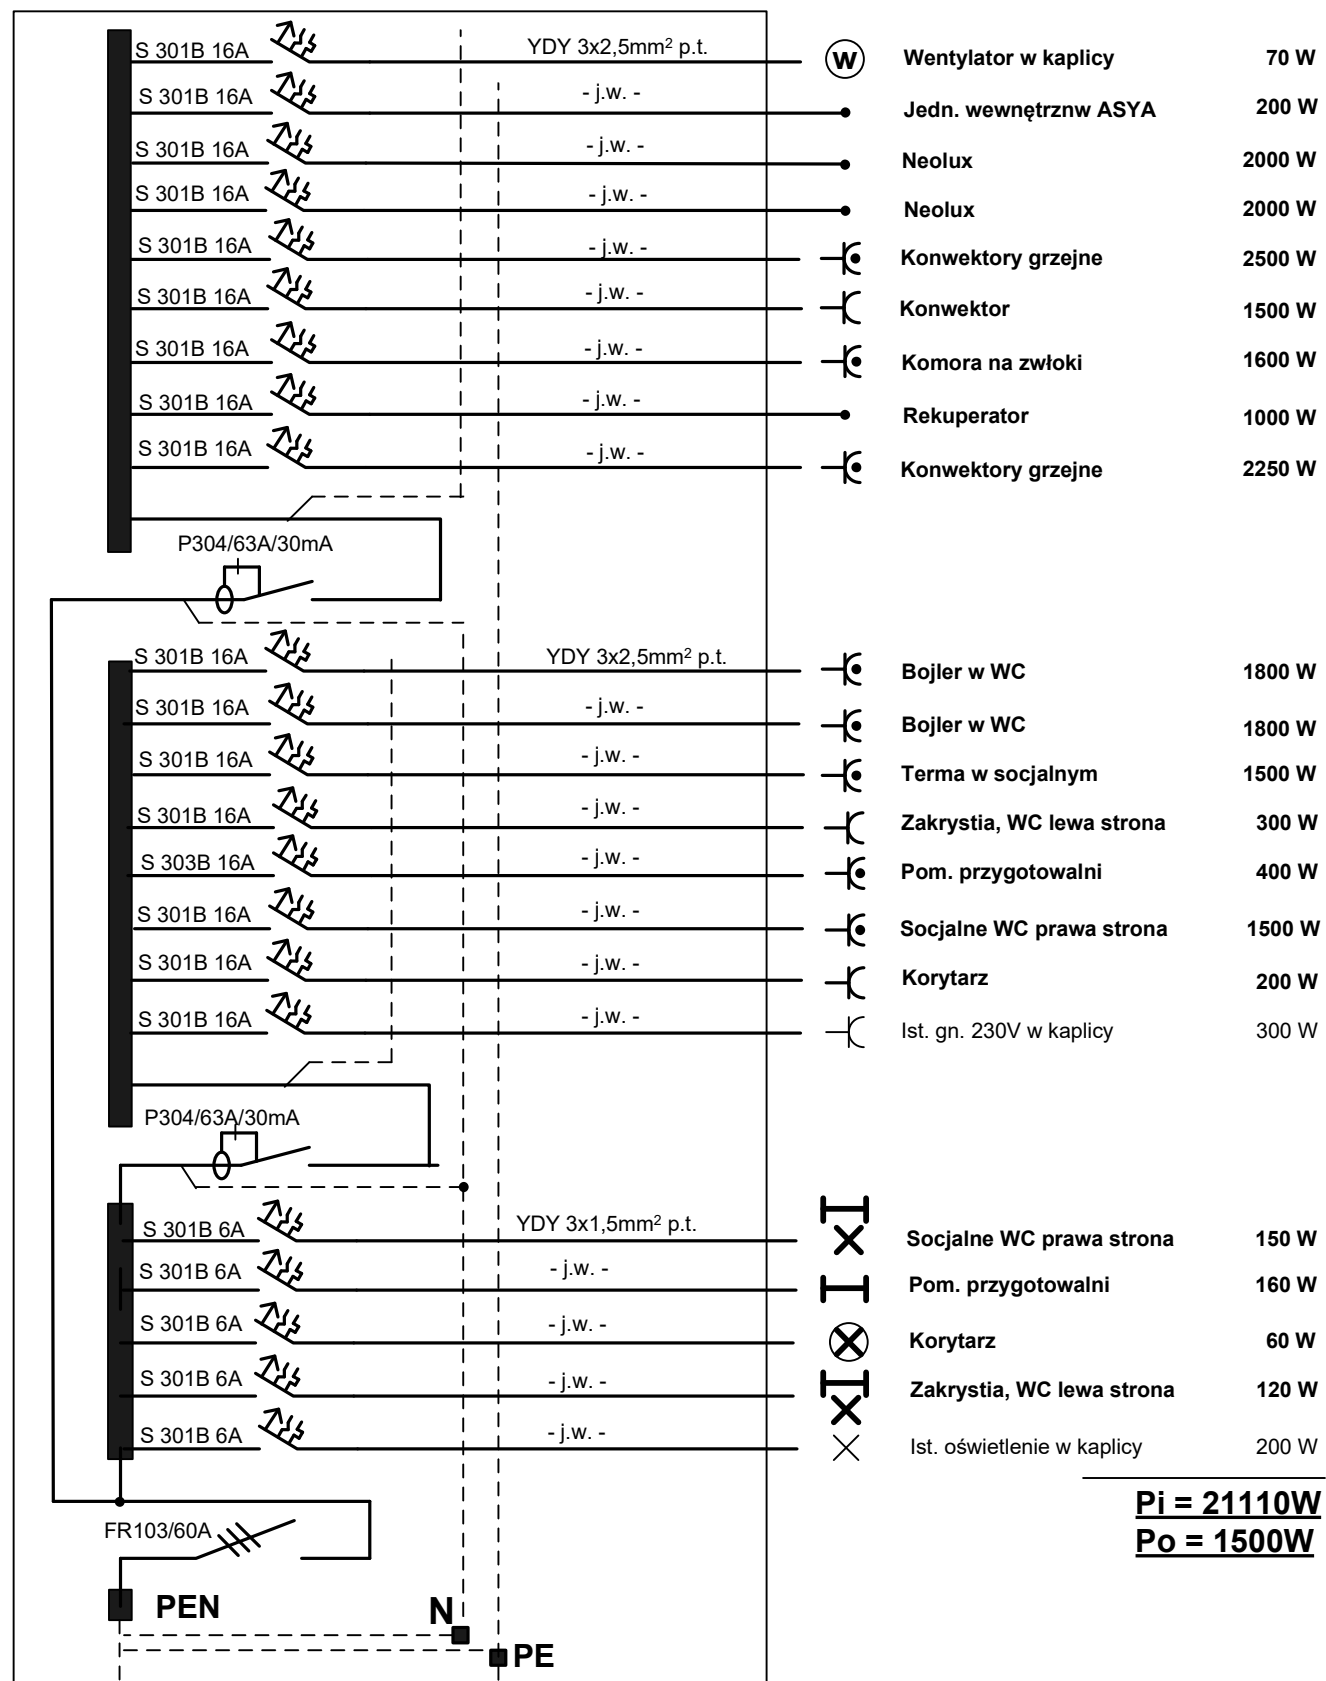 S 301B 16A YDY 3x2,5mm² p.t. W Wentylator w kaplicy 70 W
S 301B 16A - j.w. - Jedn. wewnętrznw ASYA 200 W
S 301B 16A - j.w. - Neolux 2000 W
S 301B 16A - j.w. - Neolux 2000 W
S 301B 16A - j.w. - Konwektory grzejne 2500 W
S 301B 16A - j.w. - Konwektor 1500 W
S 301B 16A - j.w. - Komora na zwłoki 1600 W
S 301B 16A - j.w. - Rekuperator 1000 W
S 301B 16A - j.w. - Konwektory grzejne 2250 W
P304/63A/30mA
S 301B 16A YDY 3x2,5mm² p.t. Bojler w WC 1800 W
S 301B 16A - j.w. - Bojler w WC 1800 W
S 301B 16A - j.w. - Terma w socjalnym 1500 W
S 301B 16A - j.w. - Zakrystia, WC lewa strona 300 W
S 303B 16A - j.w. - Pom. przygotowalni 400 W
S 301B 16A - j.w. - Socjalne WC prawa strona 1500 W
S 301B 16A - j.w. - Korytarz 200 W
S 301B 16A - j.w. - Ist. gn. 230V w kaplicy 300 W
P304/63A/30mA
S 301B 6A YDY 3x1,5mm² p.t. Socjalne WC prawa strona 150 W
S 301B 6A - j.w. - Pom. przygotowalni 160 W
S 301B 6A - j.w. - Korytarz 60 W
S 301B 6A - j.w. - Zakrystia, WC lewa strona 120 W
S 301B 6A - j.w. - Ist. oświetlenie w kaplicy 200 W
Pi = 21110W
FR103/60A Po = 1500W
PEN N
PE